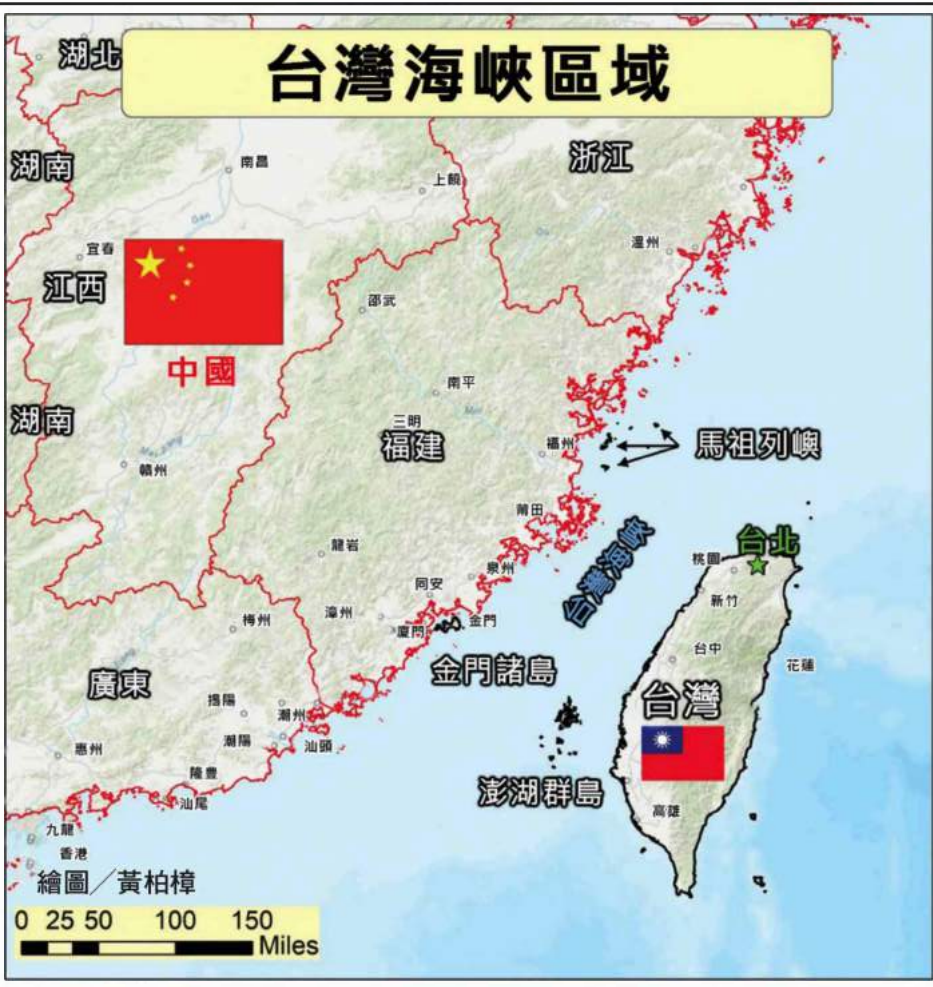 台灣海峽區域
湖北
湖南
南昌
上饒
浙江
宜春
溫州
江西
中國
邵武
南平
三明
福建
福州
湖南
贛州
馬祖列嶼
莆田
龍岩
泉州
同安
台灣海峽
台北
桃園
新竹
漳州
廈門
金門
金門諸島
梅州
台中
花蓮
廣東
揭陽
潮州
潮陽
汕頭
台灣
惠州
隆豐
汕尾
澎湖群島
高雄
九龍
香港
繪圖／黃柏樟
0 25 50 100 150
Miles
Gan
Min